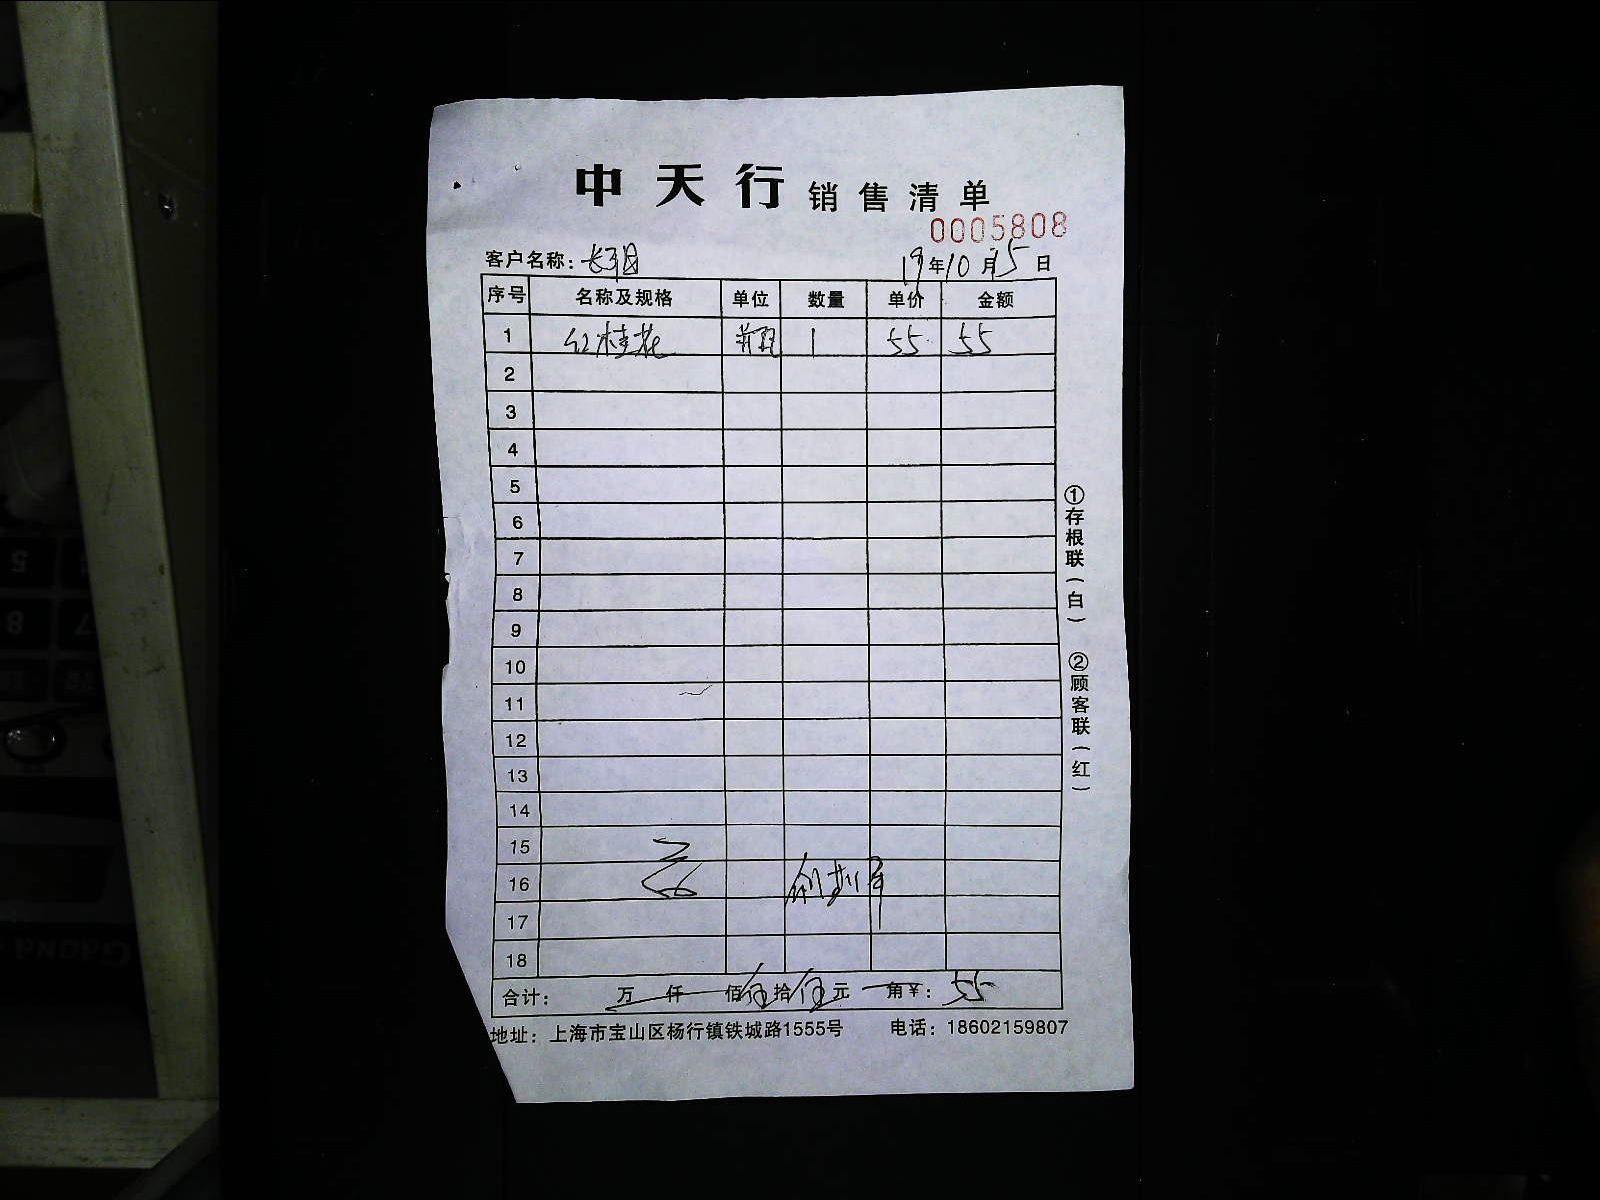 中天行 销售清单
0005808
客户名称：
19年10月15日
序号 名称及规格 单位 数量 单价 金额
1 红桂花 1 55 55
2
3
4
5
6
7
8
9
10
11
12
13
14
15
16
17
18
合计： 万 仟 佰伍拾伍元 角￥：55
地址：上海市宝山区杨行镇铁城路1555号 电话：18602159807
①存根联（白） ②顾客联（红）
5
8 7